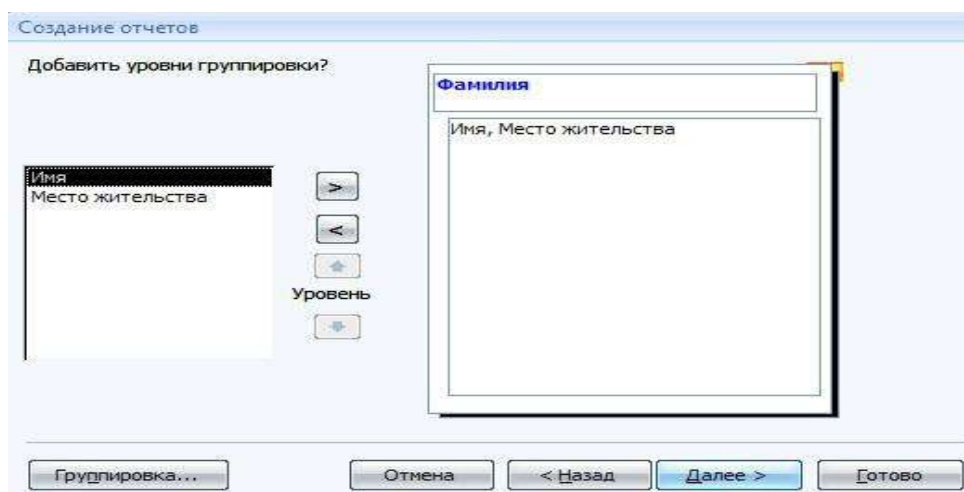 Создание отчетов
Добавить уровни группировки?
Фамилия
Имя, Место жительства
Имя
Место жительства
>
<
Уровень
Группировка...
Отмена
< Назад
Далее >
Готово